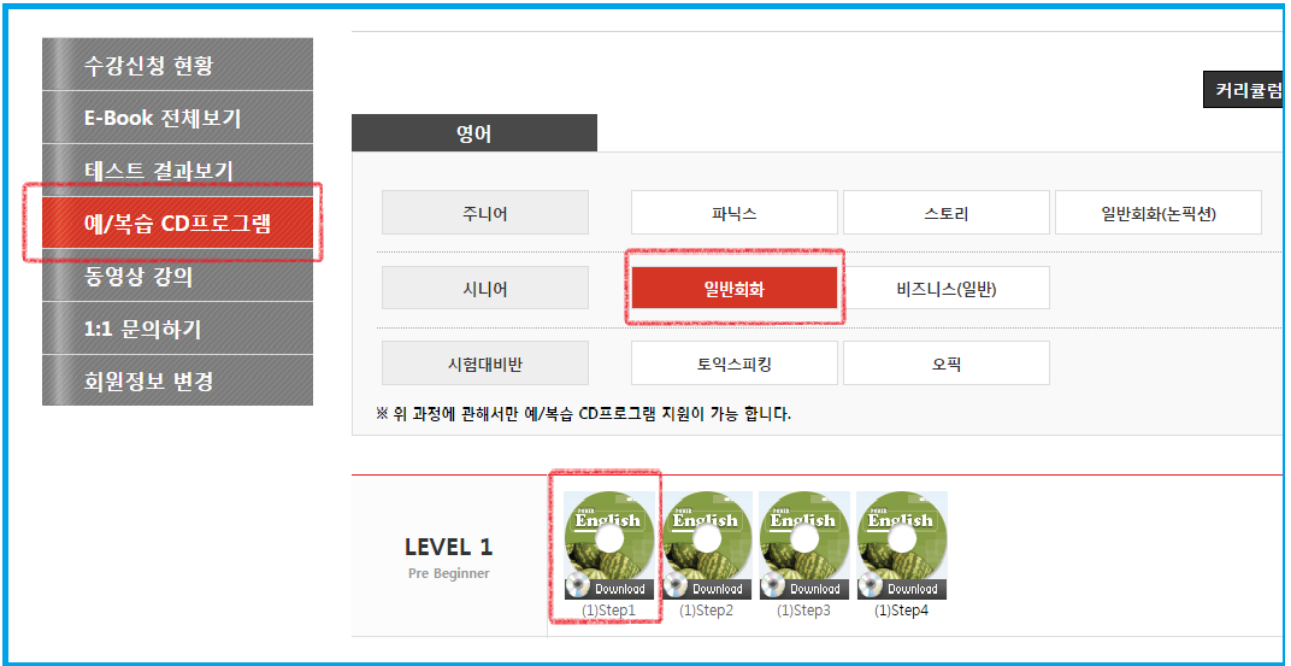 수강신청 현황
E-Book 전체보기
테스트 결과보기
예/복습 CD프로그램
동영상 강의
1:1 문의하기
회원정보 변경
커리큘럼
영어
주니어 파닉스 스토리 일반회화(논픽션)
시니어 일반회화 비즈니스(일반)
시험대비반 토익스피킹 오픽
※ 위 과정에 관해서만 예/복습 CD프로그램 지원이 가능 합니다.
LEVEL 1
Pre Beginner
POWER POWER POWER POWER
English English English English
Download Download Download Download
(1)Step1 (1)Step2 (1)Step3 (1)Step4